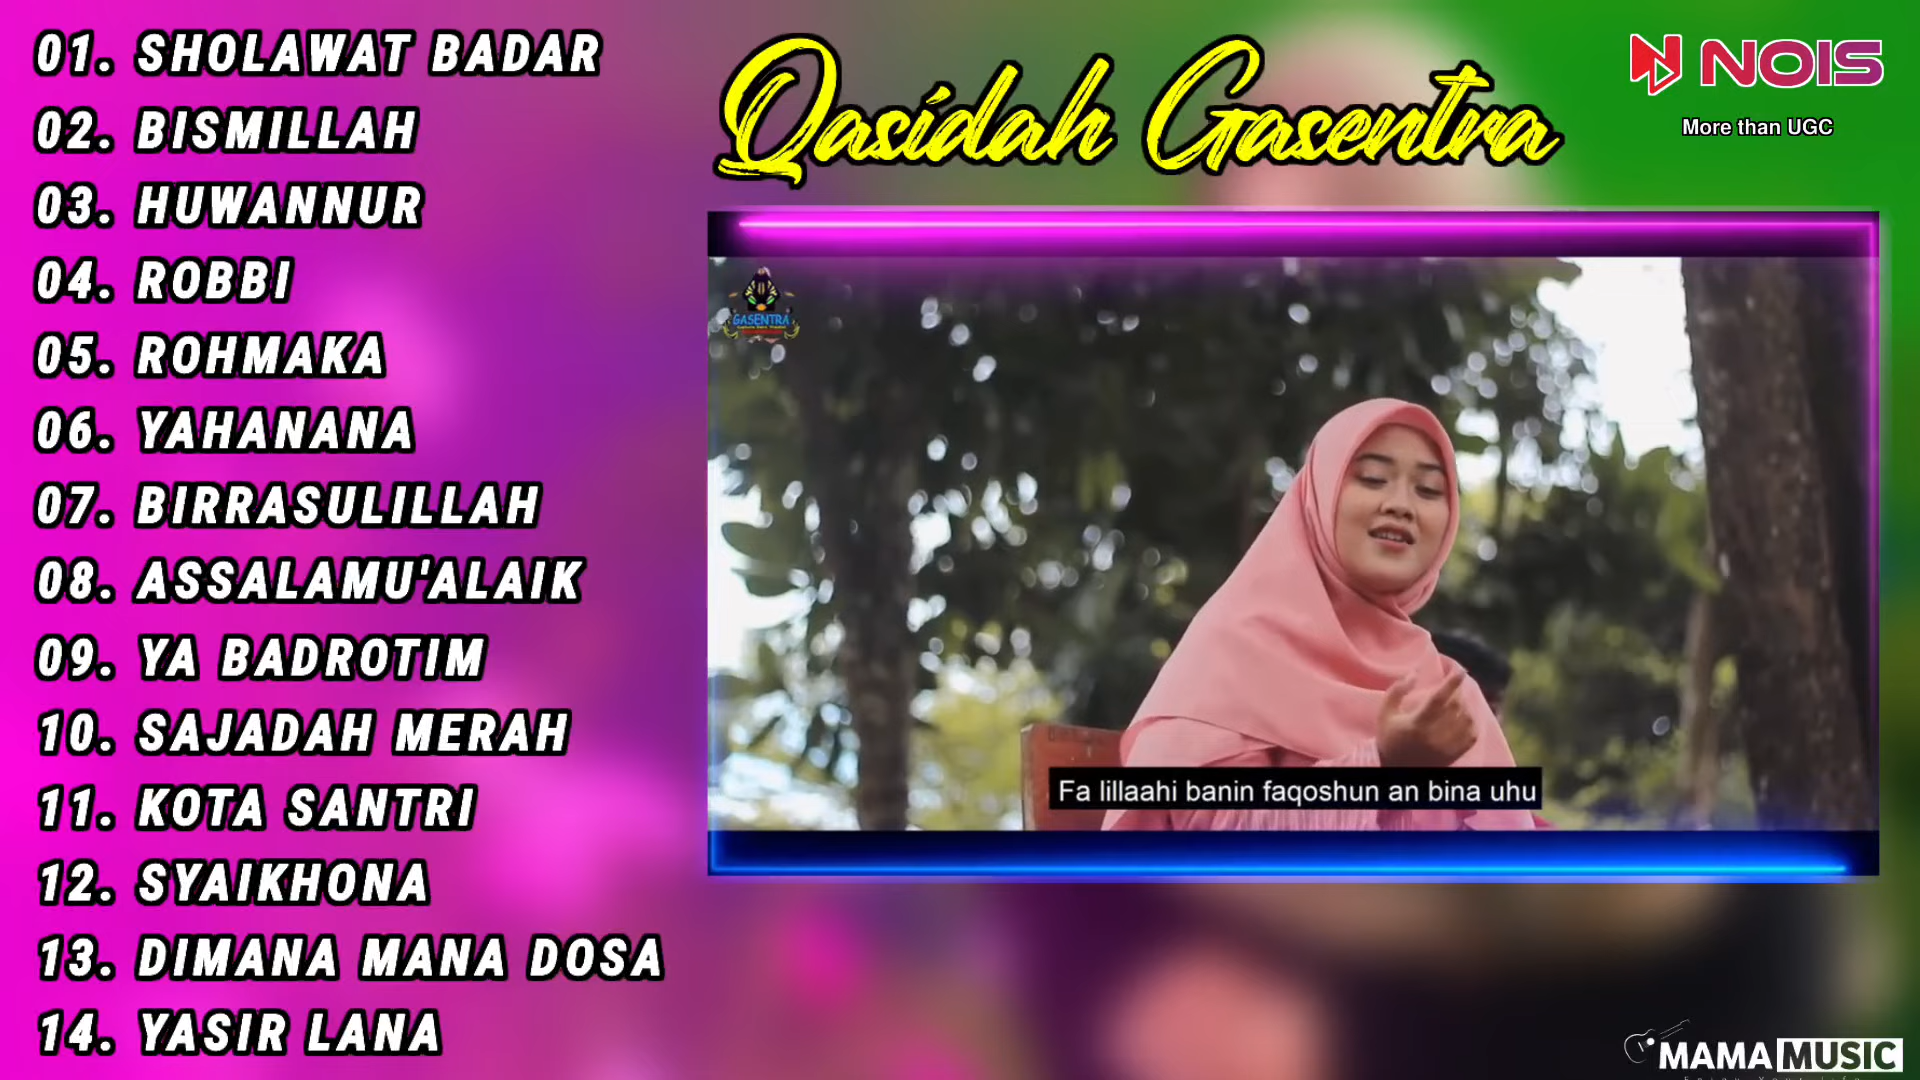 01. SHOLAWAT BADAR
02. BISMILLAH
03. HUWANNUR
04. ROBBI
05. ROHMAKA
06. YAHANANA
07. BIRRASULILLAH
08. ASSALAMU'ALAIK
09. YA BADROTIM
10. SAJADAH MERAH
11. KOTA SANTRI
12. SYAIKHONA
13. DIMANA MANA DOSA
14. YASIR LANA
Qasidah Gasentra
NOIS
More than UGC
GASENTRA
Fa lillaahi banin faqoshun an bina uhu
MAMA MUSIC